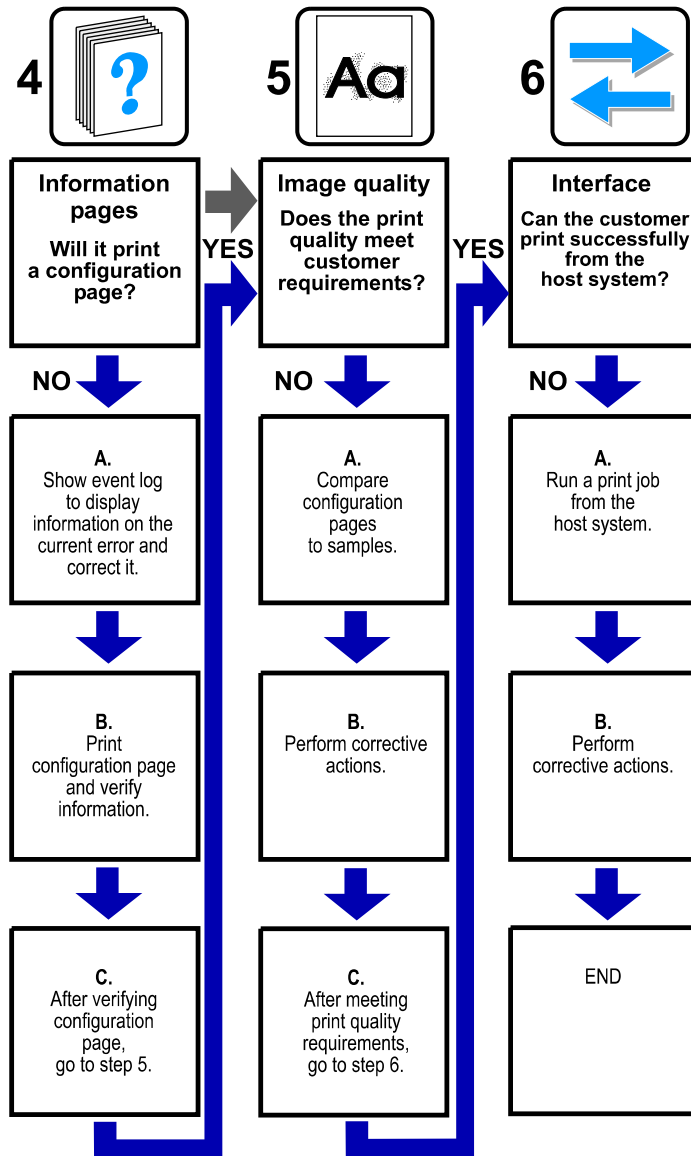 4
Information
pages
Will it print
a configuration
page?
YES
NO
A.
Show event log
to display
information on the
current error and
correct it.
B.
Print
configuration page
and verify
information.
C.
After verifying
configuration
page,
go to step 5.
5
Aa
Image quality
Does the print
quality meet
customer
requirements?
YES
NO
A.
Compare
configuration
pages
to samples.
B.
Perform corrective
actions.
C.
After meeting
print quality
requirements,
go to step 6.
6
Interface
Can the customer
print successfully
from the
host system?
NO
A.
Run a print job
from the
host system.
B.
Perform
corrective actions.
END
?